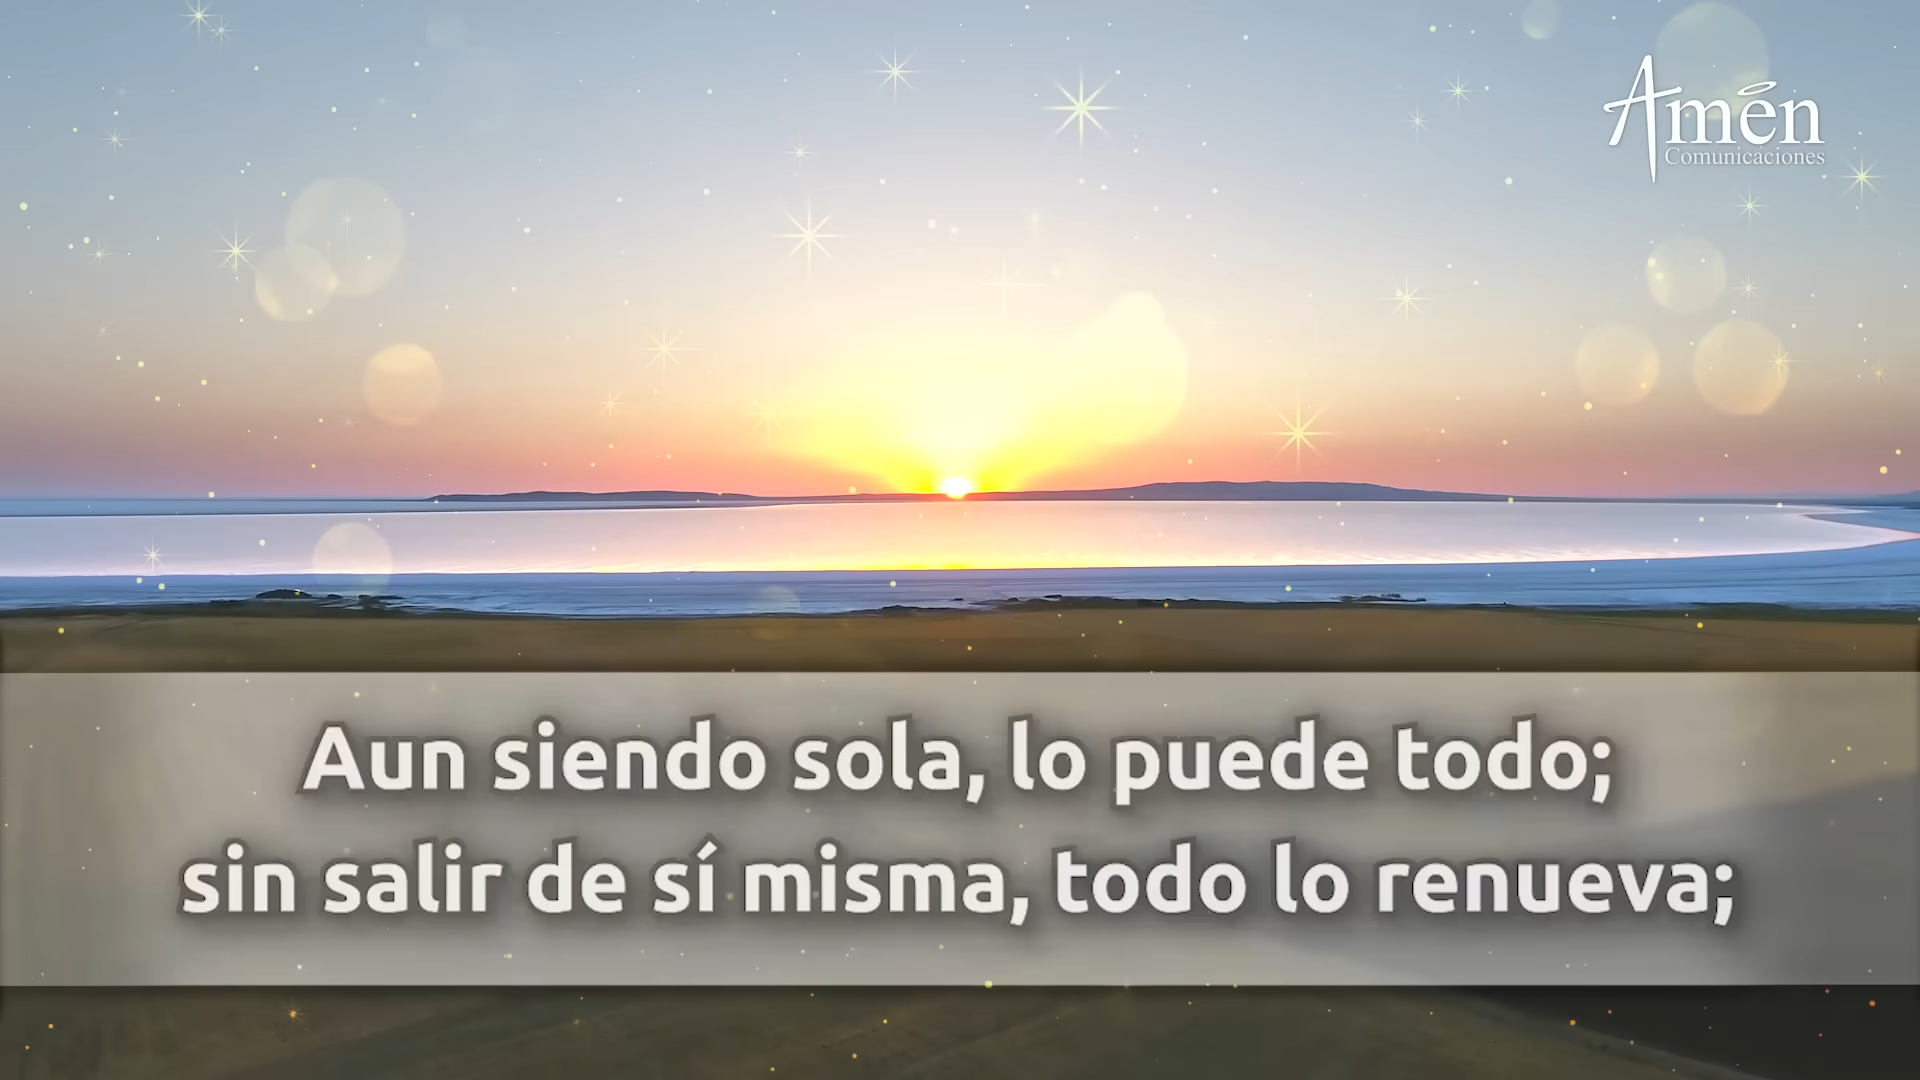 Amén
Comunicaciones
Aun siendo sola, lo puede todo;
sin salir de sí misma, todo lo renueva;